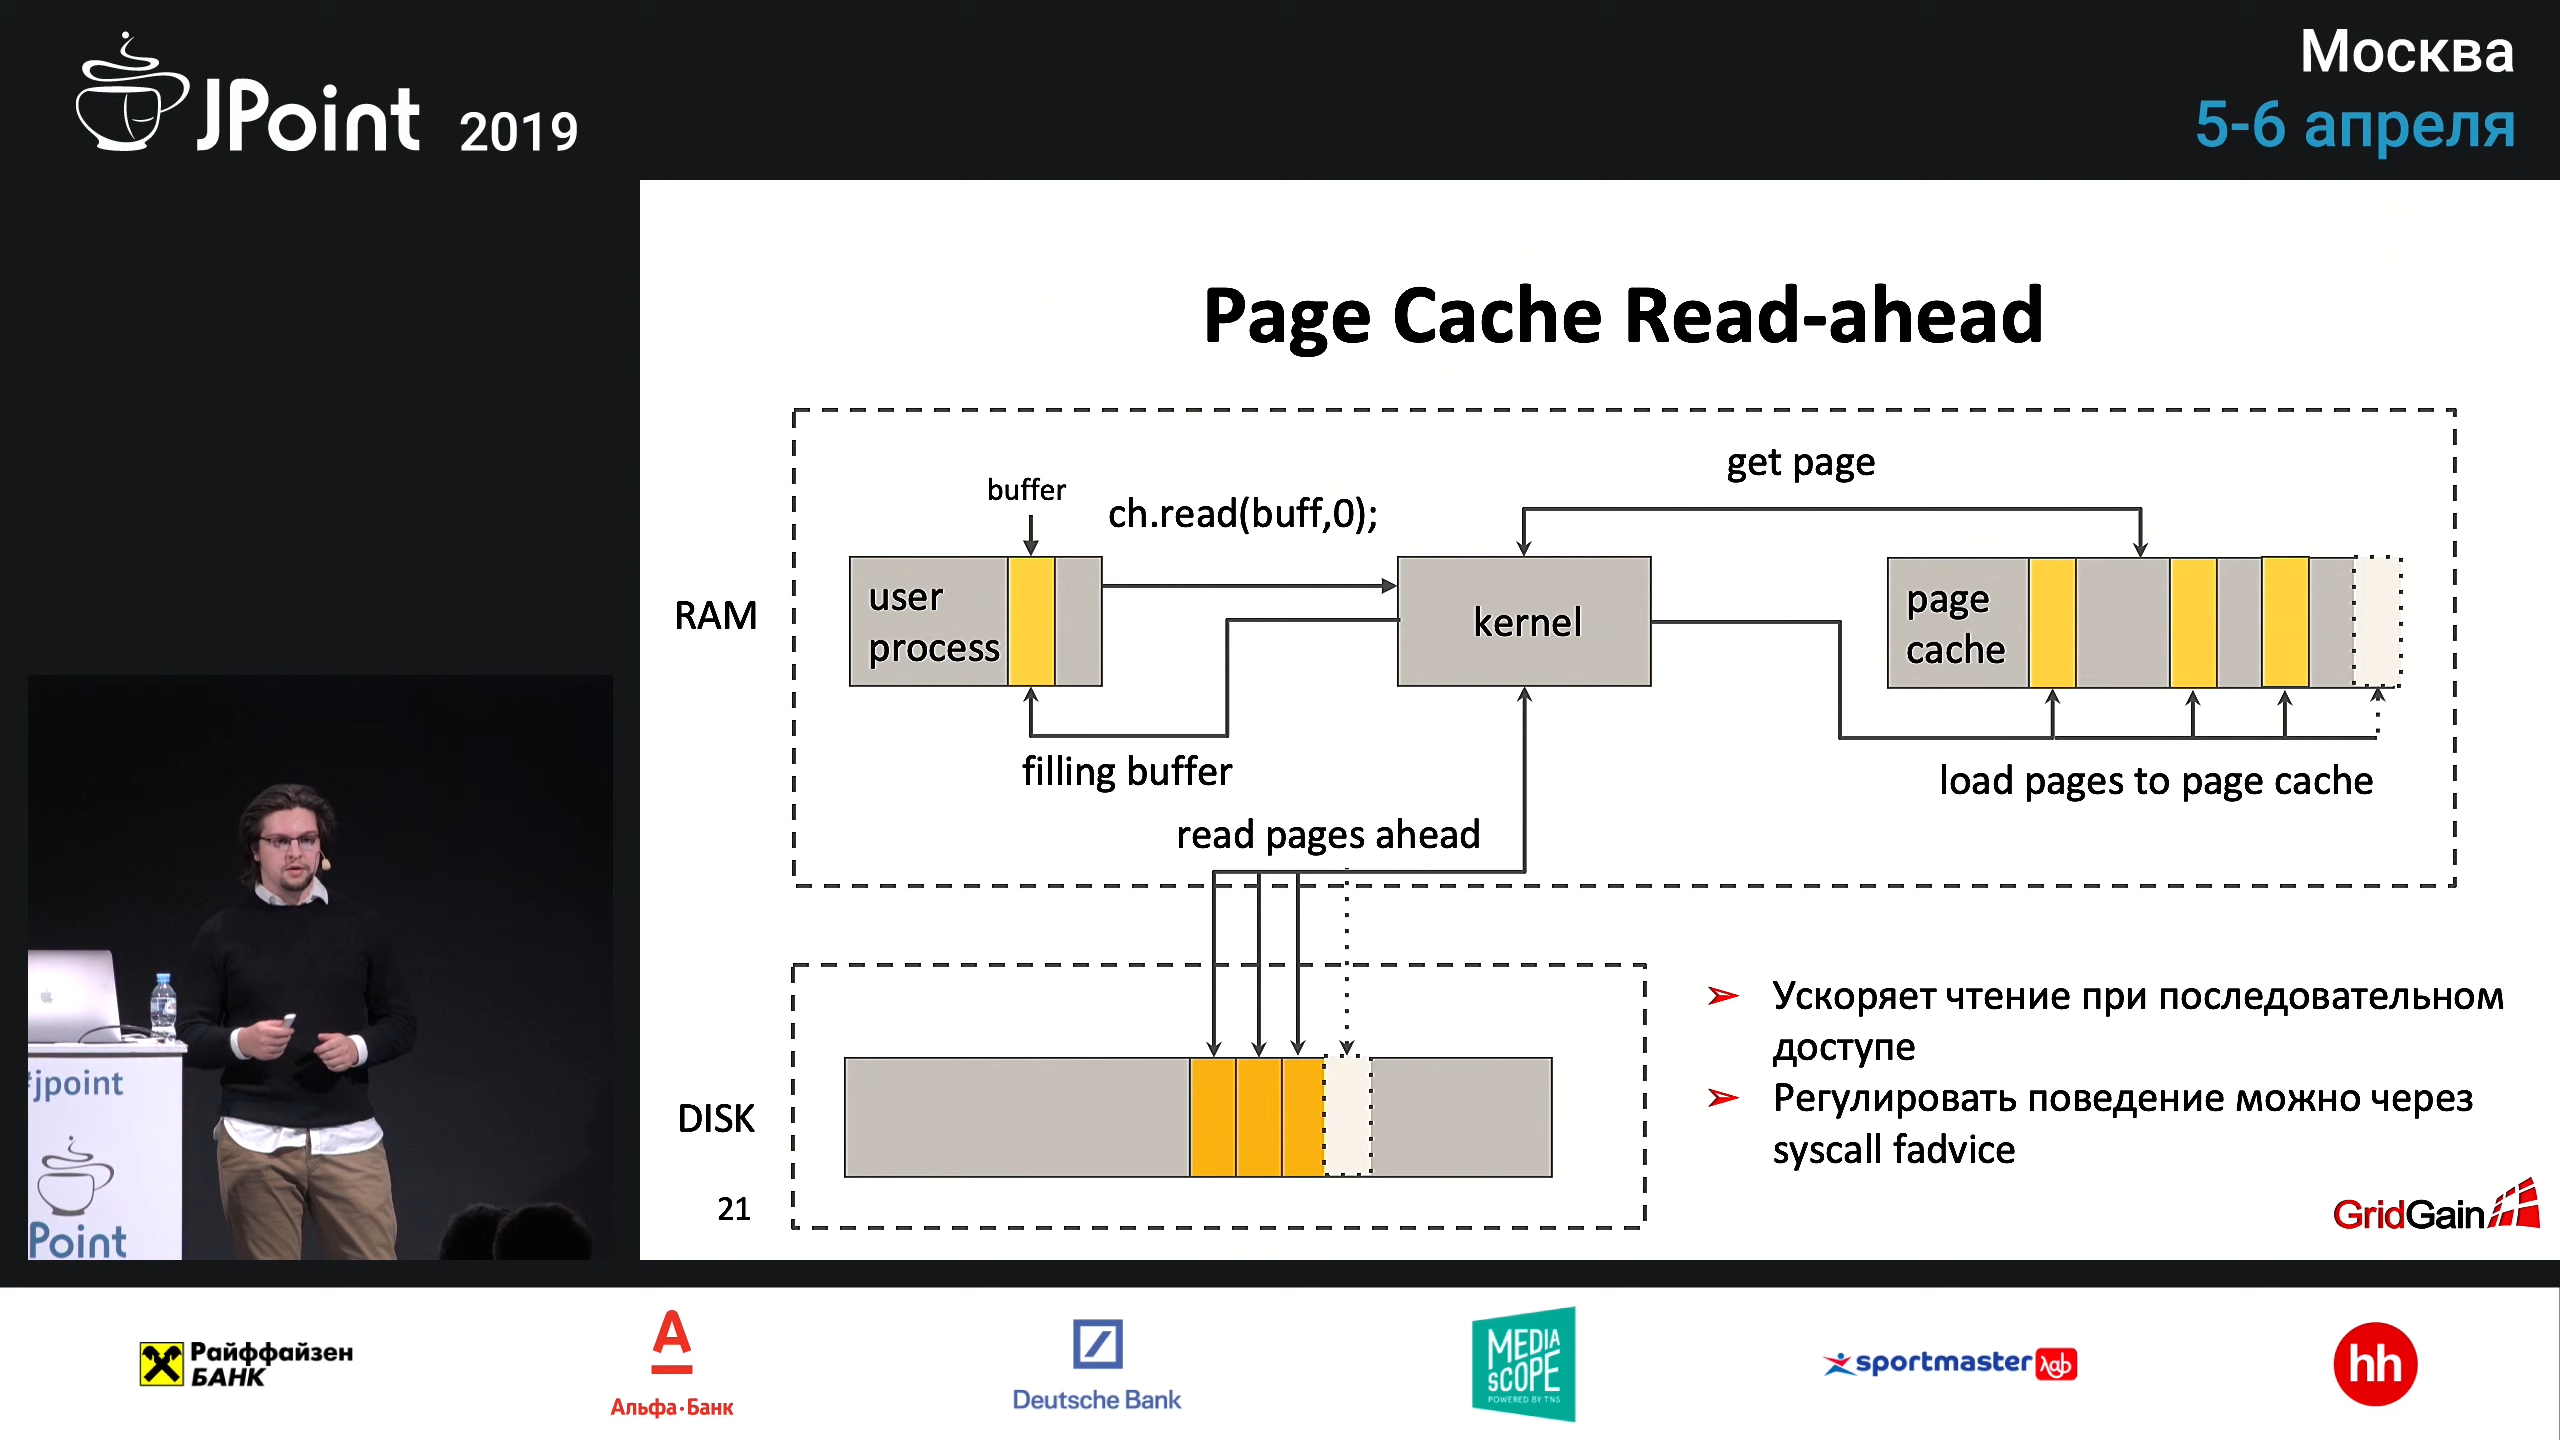 JPoint 2019
Москва
5-6 апреля
Page Cache Read-ahead
get page
buffer
ch.read(buff,0);
RAM
user
process
kernel
page
cache
filling buffer
load pages to page cache
read pages ahead
DISK
➢ Ускоряет чтение при последовательном
доступе
➢ Регулировать поведение можно через
syscall fadvice
21
GridGain
#jpoint
Point
Райффайзен
БАНК
Альфа·Банк
Deutsche Bank
MEDIA
SCOPE
POWERED BY TNS
sportmaster лаб
hh